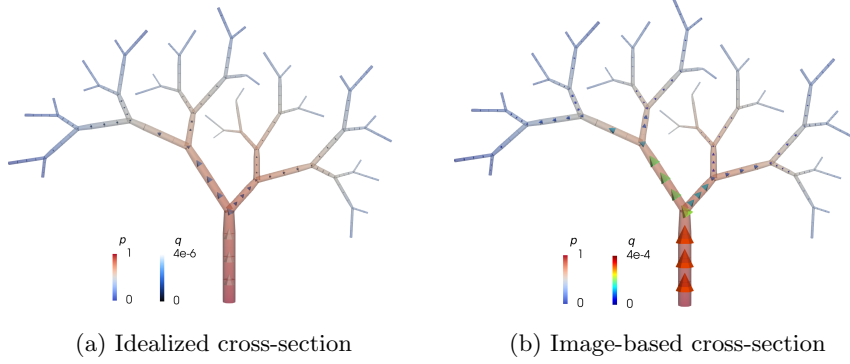 p q
1 4e-6
0 0
(a) Idealized cross-section
p q
1 4e-4
0 0
(b) Image-based cross-section